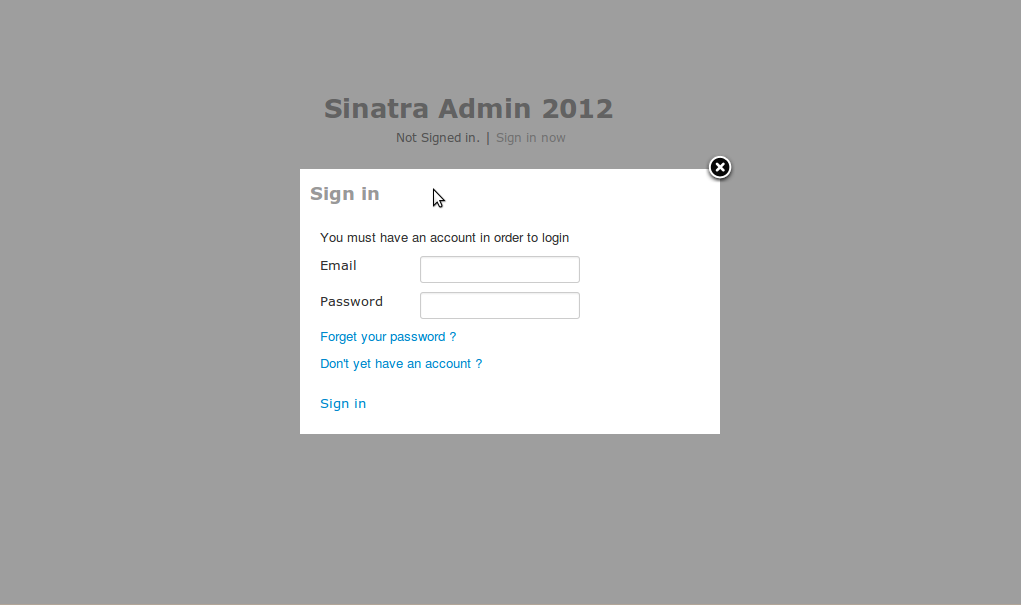 Sinatra Admin 2012
Not Signed in. | Sign in now
Sign in
You must have an account in order to login
Email
Password
Forget your password ?
Don't yet have an account ?
Sign in